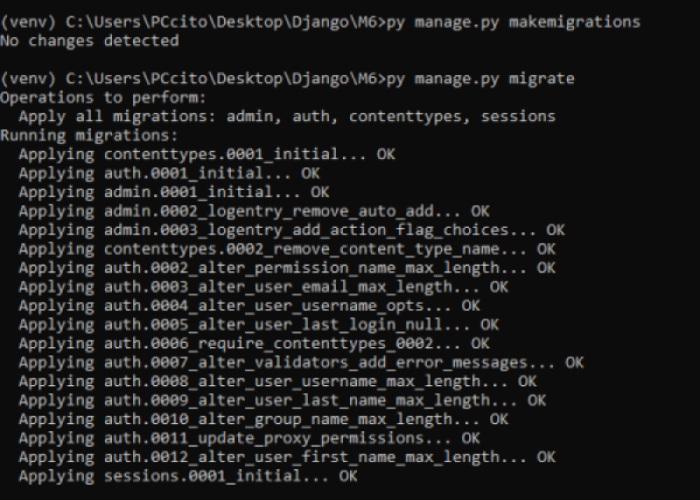 (venv) C:\Users\PCcito\Desktop\Django\M6>py manage.py makemigrations
No changes detected
(venv) C:\Users\PCcito\Desktop\Django\M6>py manage.py migrate
Operations to perform:
Apply all migrations: admin, auth, contenttypes, sessions
Running migrations:
Applying contenttypes.0001_initial... OK
Applying auth.0001_initial... OK
Applying admin.0001_initial... OK
Applying admin.0002_logentry_remove_auto_add... OK
Applying admin.0003_logentry_add_action_flag_choices... OK
Applying contenttypes.0002_remove_content_type_name... OK
Applying auth.0002_alter_permission_name_max_length... OK
Applying auth.0003_alter_user_email_max_length... OK
Applying auth.0004_alter_user_username_opts... OK
Applying auth.0005_alter_user_last_login_null... OK
Applying auth.0006_require_contenttypes_0002... OK
Applying auth.0007_alter_validators_add_error_messages... OK
Applying auth.0008_alter_user_username_max_length... OK
Applying auth.0009_alter_user_last_name_max_length... OK
Applying auth.0010_alter_group_name_max_length... OK
Applying auth.0011_update_proxy_permissions... OK
Applying auth.0012_alter_user_first_name_max_length... OK
Applying sessions.0001_initial... OK